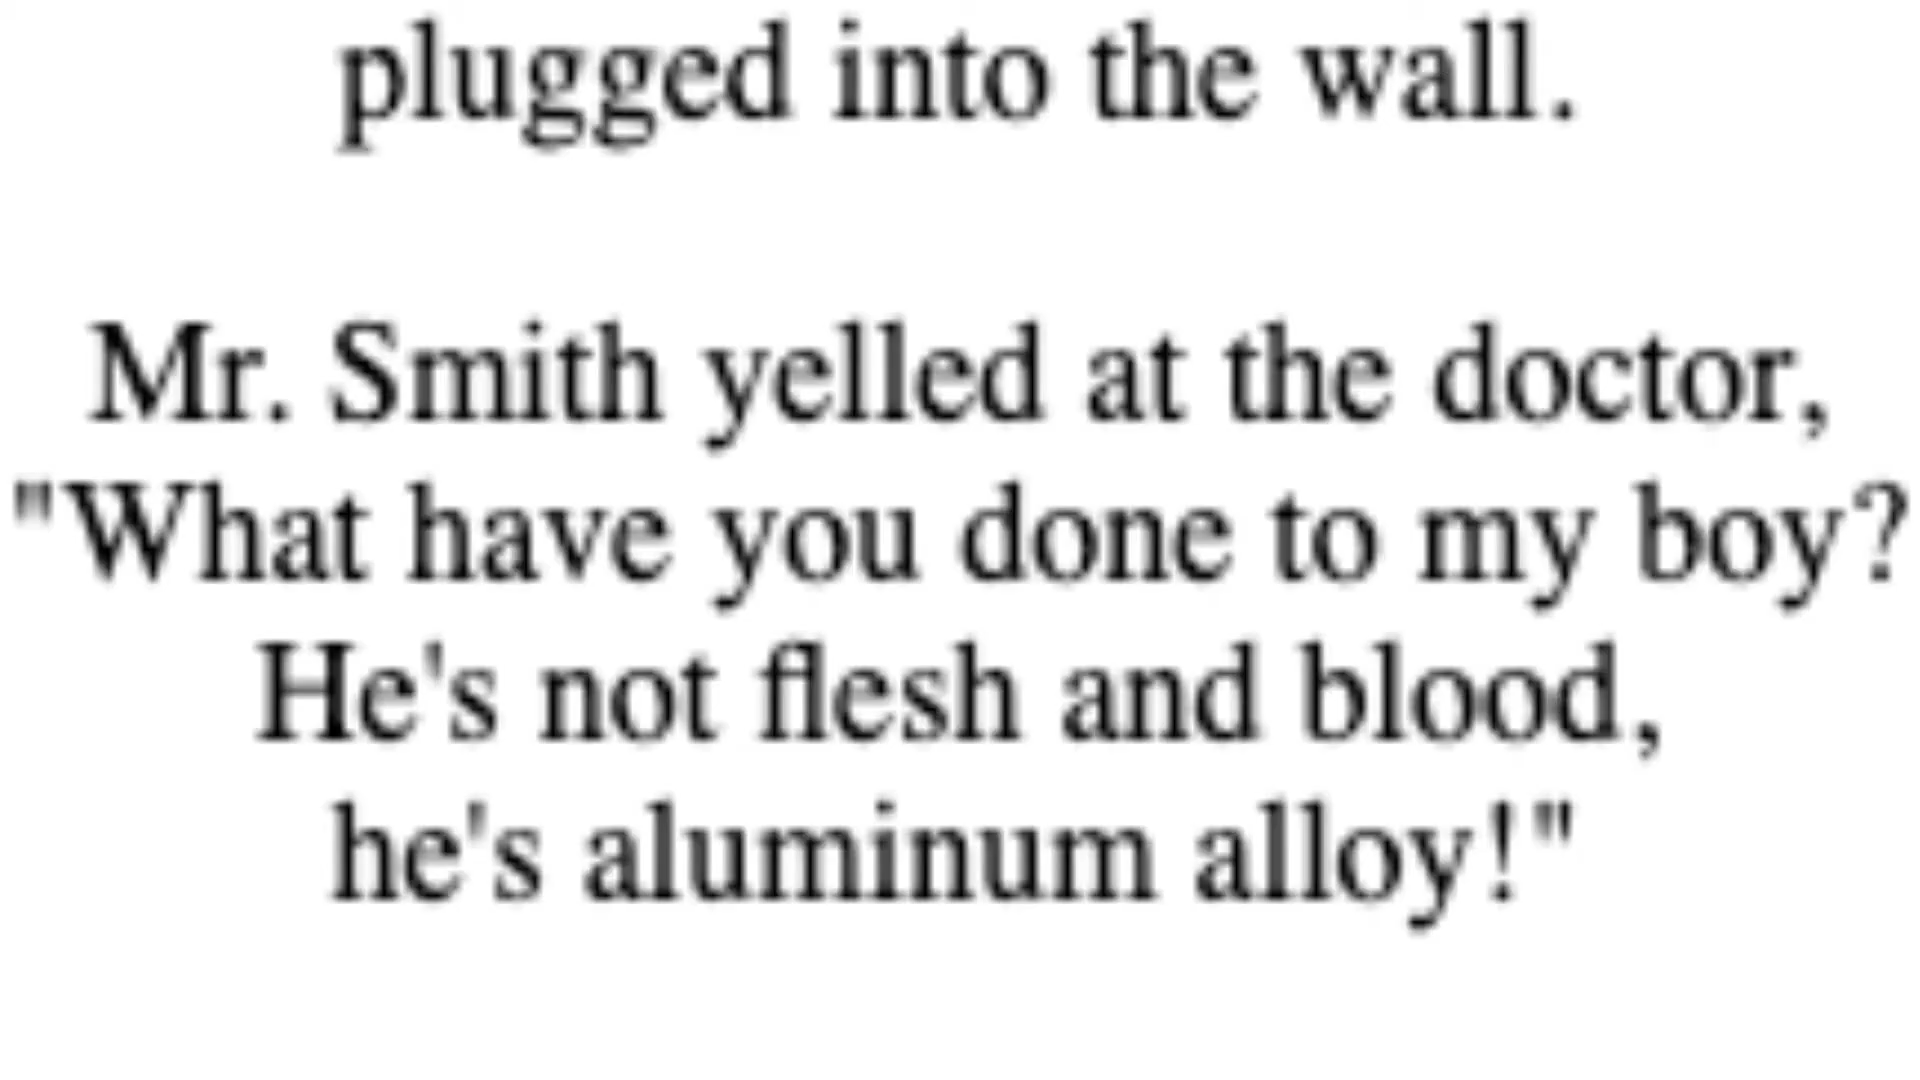 plugged into the wall.
Mr. Smith yelled at the doctor,
"What have you done to my boy?
He's not flesh and blood,
he's aluminum alloy!"